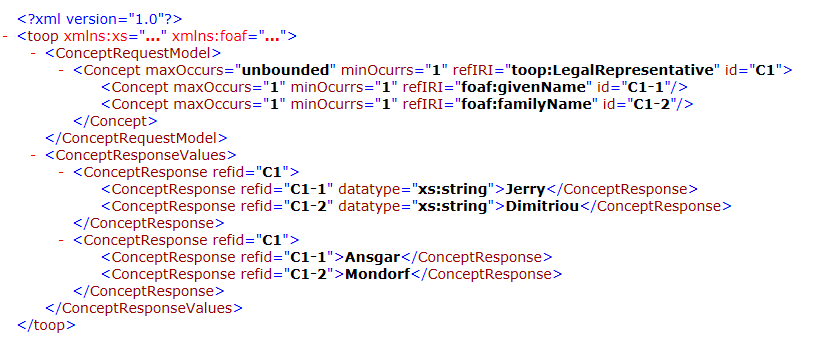 <?xml version="1.0"?>
- <toop xmlns:xs="..." xmlns:foaf="...">
- <ConceptRequestModel>
- <Concept maxOccurs="unbounded" minOcurrs="1" refIRI="toop:LegalRepresentative" id="C1">
<Concept maxOccurs="1" minOcurrs="1" refIRI="foaf:givenName" id="C1-1"/>
<Concept maxOccurs="1" minOcurrs="1" refIRI="foaf:familyName" id="C1-2"/>
</Concept>
</ConceptRequestModel>
- <ConceptResponseValues>
- <ConceptResponse refid="C1">
<ConceptResponse refid="C1-1" datatype="xs:string">Jerry</ConceptResponse>
<ConceptResponse refid="C1-2" datatype="xs:string">Dimitriou</ConceptResponse>
</ConceptResponse>
- <ConceptResponse refid="C1">
<ConceptResponse refid="C1-1">Ansgar</ConceptResponse>
<ConceptResponse refid="C1-2">Mondorf</ConceptResponse>
</ConceptResponse>
</ConceptResponseValues>
</toop>